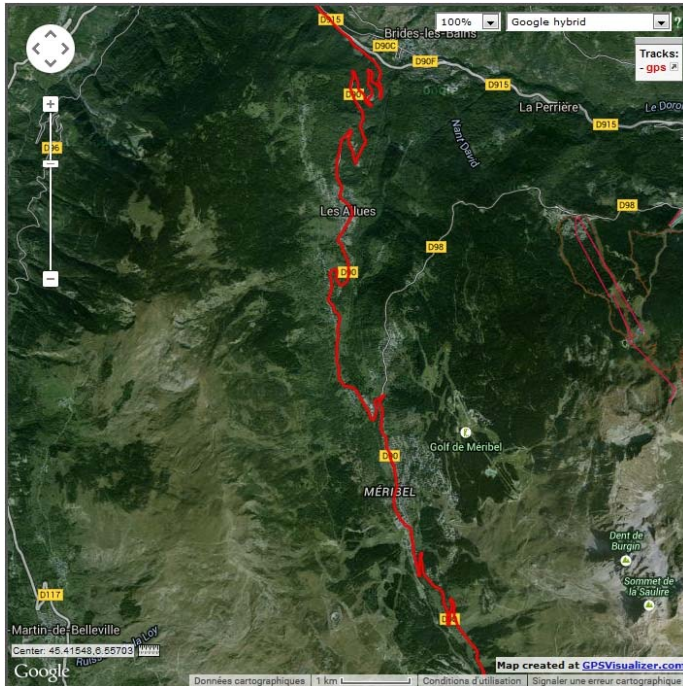 D915
100%
Google hybrid
?
Brides-les-Bains
D90C
D90F
Tracks:
- gps
D915
+
D90
La Perrière
Le Doron
D915
Nant David
D96
Les Allues
D98
D98
D90
Golf de Méribel
D90
MÉRIBEL
Dent de
Burgin
D117
Sommet de
la Saulire
Martin-de-Belleville
Center: 45.41548,6.55703
Google
Map created at GPSVisualizer.com
Données cartographiques
1 km
Conditions d'utilisation
Signaler une erreur cartographique